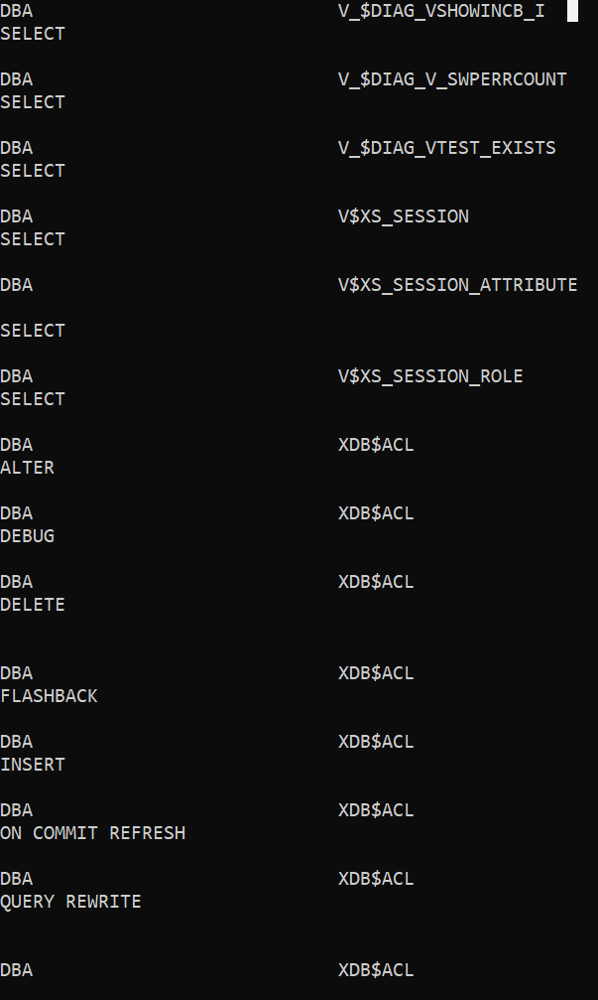 DBA V_$DIAG_VSHOWINCB_I
SELECT
DBA V_$DIAG_V_SWPERRCOUNT
SELECT
DBA V_$DIAG_VTEST_EXISTS
SELECT
DBA V$XS_SESSION
SELECT
DBA V$XS_SESSION_ATTRIBUTE
SELECT
DBA V$XS_SESSION_ROLE
SELECT
DBA XDB$ACL
ALTER
DBA XDB$ACL
DEBUG
DBA XDB$ACL
DELETE
DBA XDB$ACL
FLASHBACK
DBA XDB$ACL
INSERT
DBA XDB$ACL
ON COMMIT REFRESH
DBA XDB$ACL
QUERY REWRITE
DBA XDB$ACL